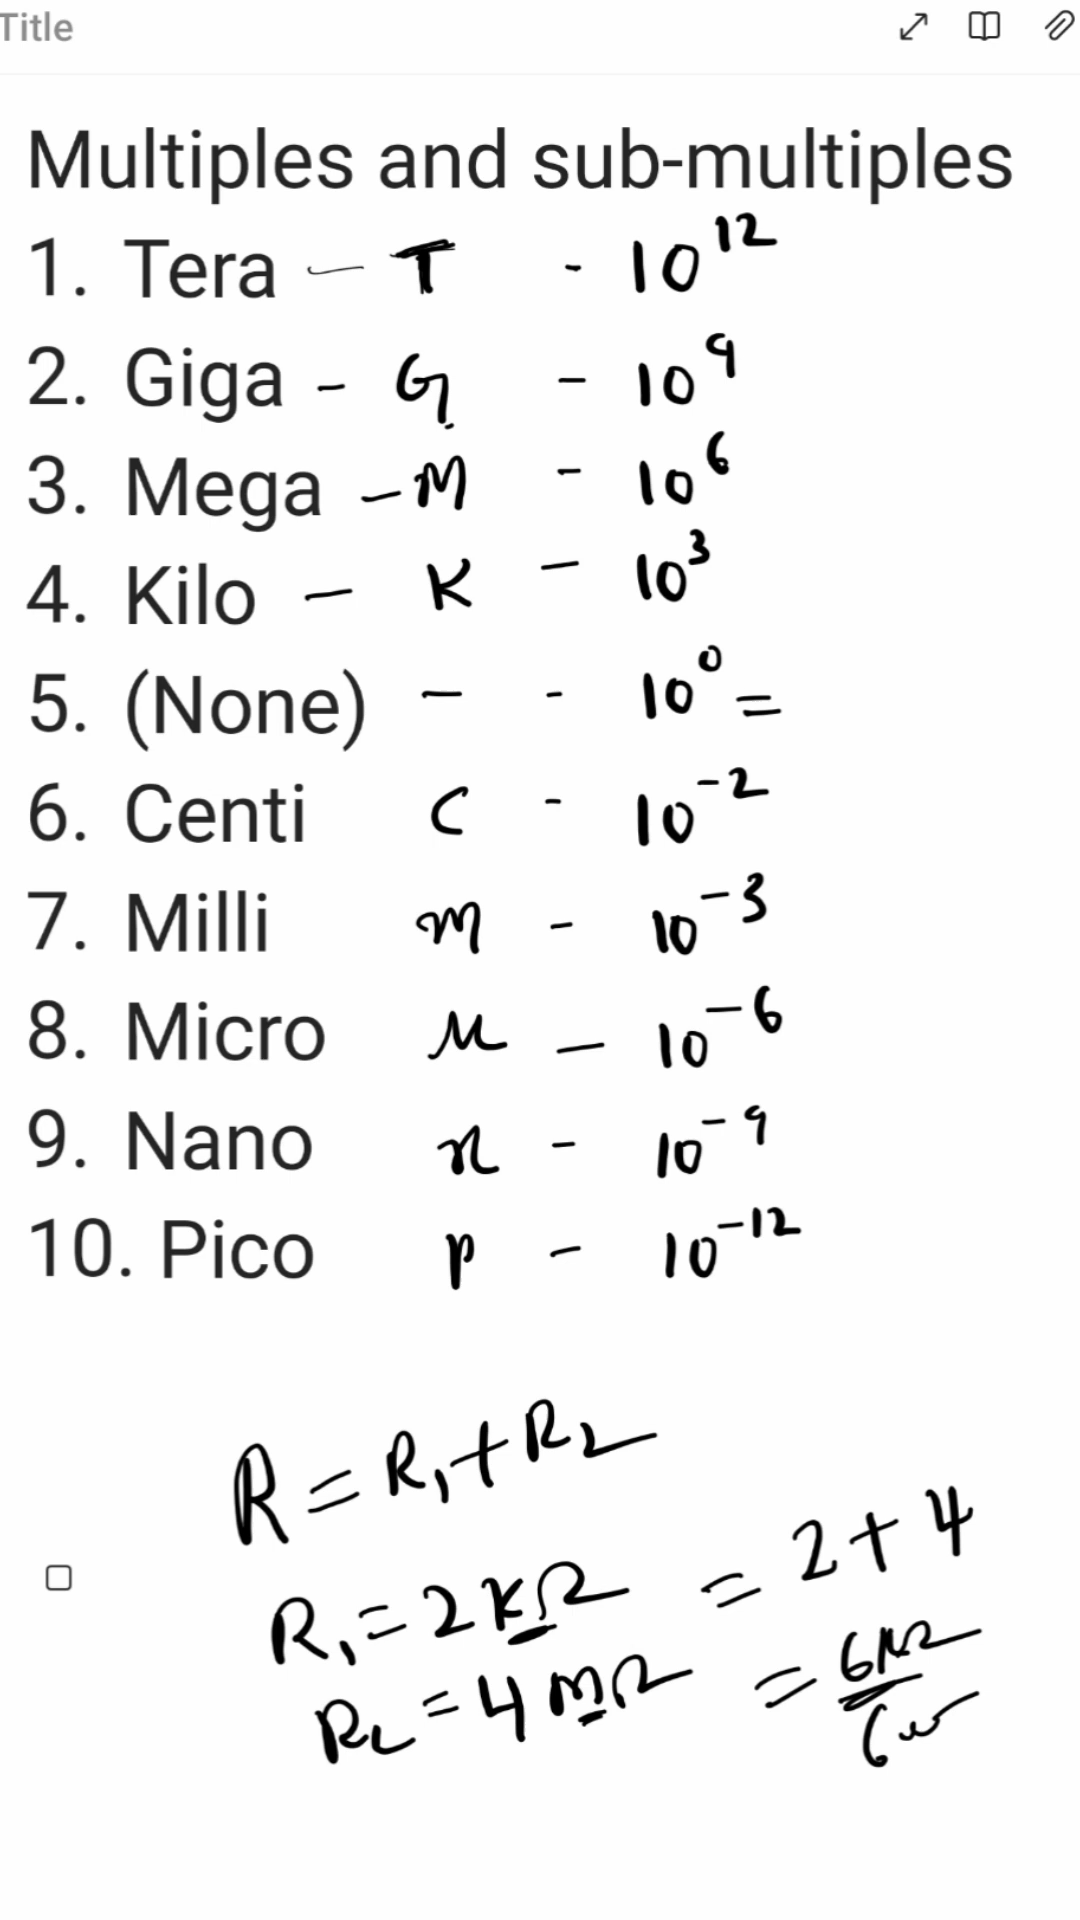 Title
Multiples and sub-multiples
1. Tera - T - 10¹²
2. Giga - G - 10⁹
3. Mega - M - 10⁶
4. Kilo - K - 10³
5. (None) - - 10⁰ =
6. Centi C - 10⁻²
7. Milli m - 10⁻³
8. Micro μ - 10⁻⁶
9. Nano n - 10⁻⁹
10. Pico p - 10⁻¹²
R = R₁ + R₂
R₁ = 2KΩ = 2 + 4
R₂ = 4mΩ = 6